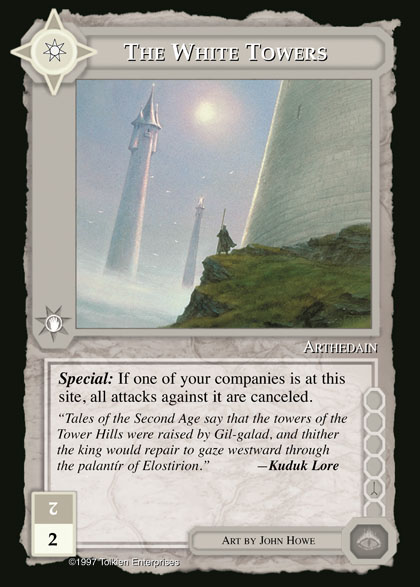 THE WHITE TOWERS
ARTHEDAIN
Special: If one of your companies is at this
site, all attacks against it are canceled.
“Tales of the Second Age say that the towers of the
Tower Hills were raised by Gil-galad, and thither
the king would repair to gaze westward through
the palantír of Elostirion.” —Kuduk Lore
2
2
ART BY JOHN HOWE
©1997 Tolkien Enterprises